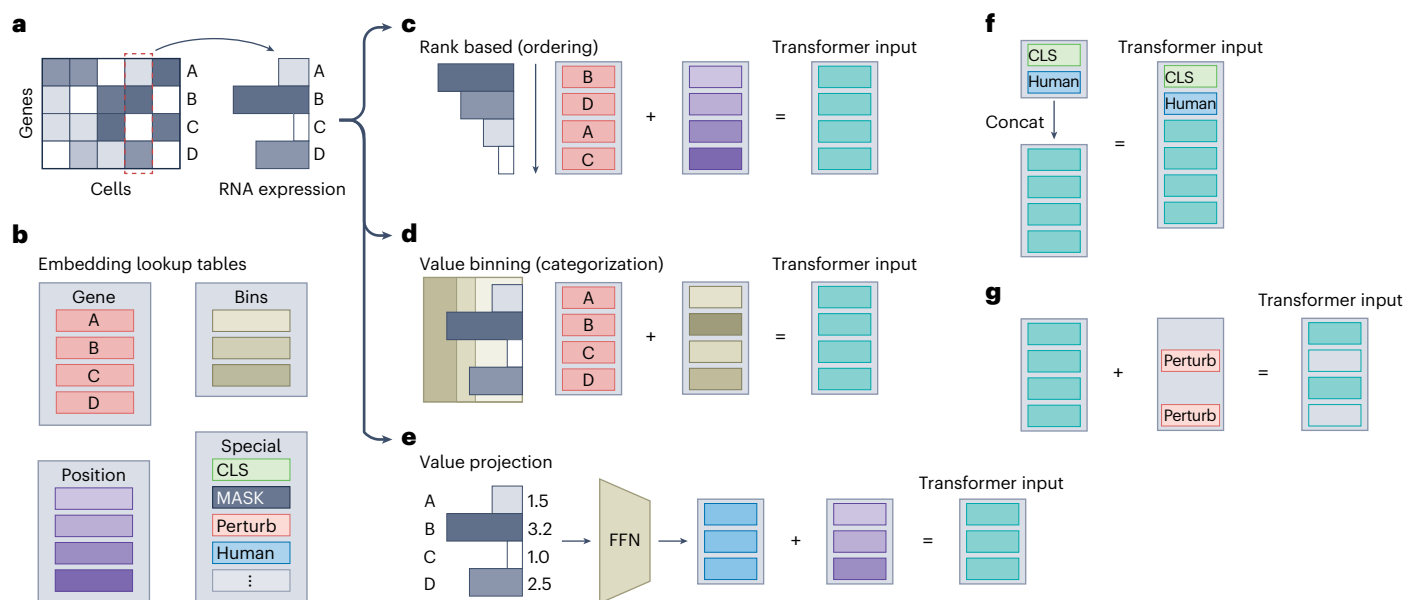 a
Genes
A
B
C
D
Cells
A
B
C
D
RNA expression
b
Embedding lookup tables
Gene
A
B
C
D
Bins
Position
Special
CLS
MASK
Perturb
Human
⋮
c
Rank based (ordering)
B
D
A
C
+
=
Transformer input
d
Value binning (categorization)
A
B
C
D
+
=
Transformer input
e
Value projection
A 1.5
B 3.2
C 1.0
D 2.5
FFN
+
=
Transformer input
f
CLS
Human
Concat
=
Transformer input
CLS
Human
g
+
Perturb
Perturb
=
Transformer input